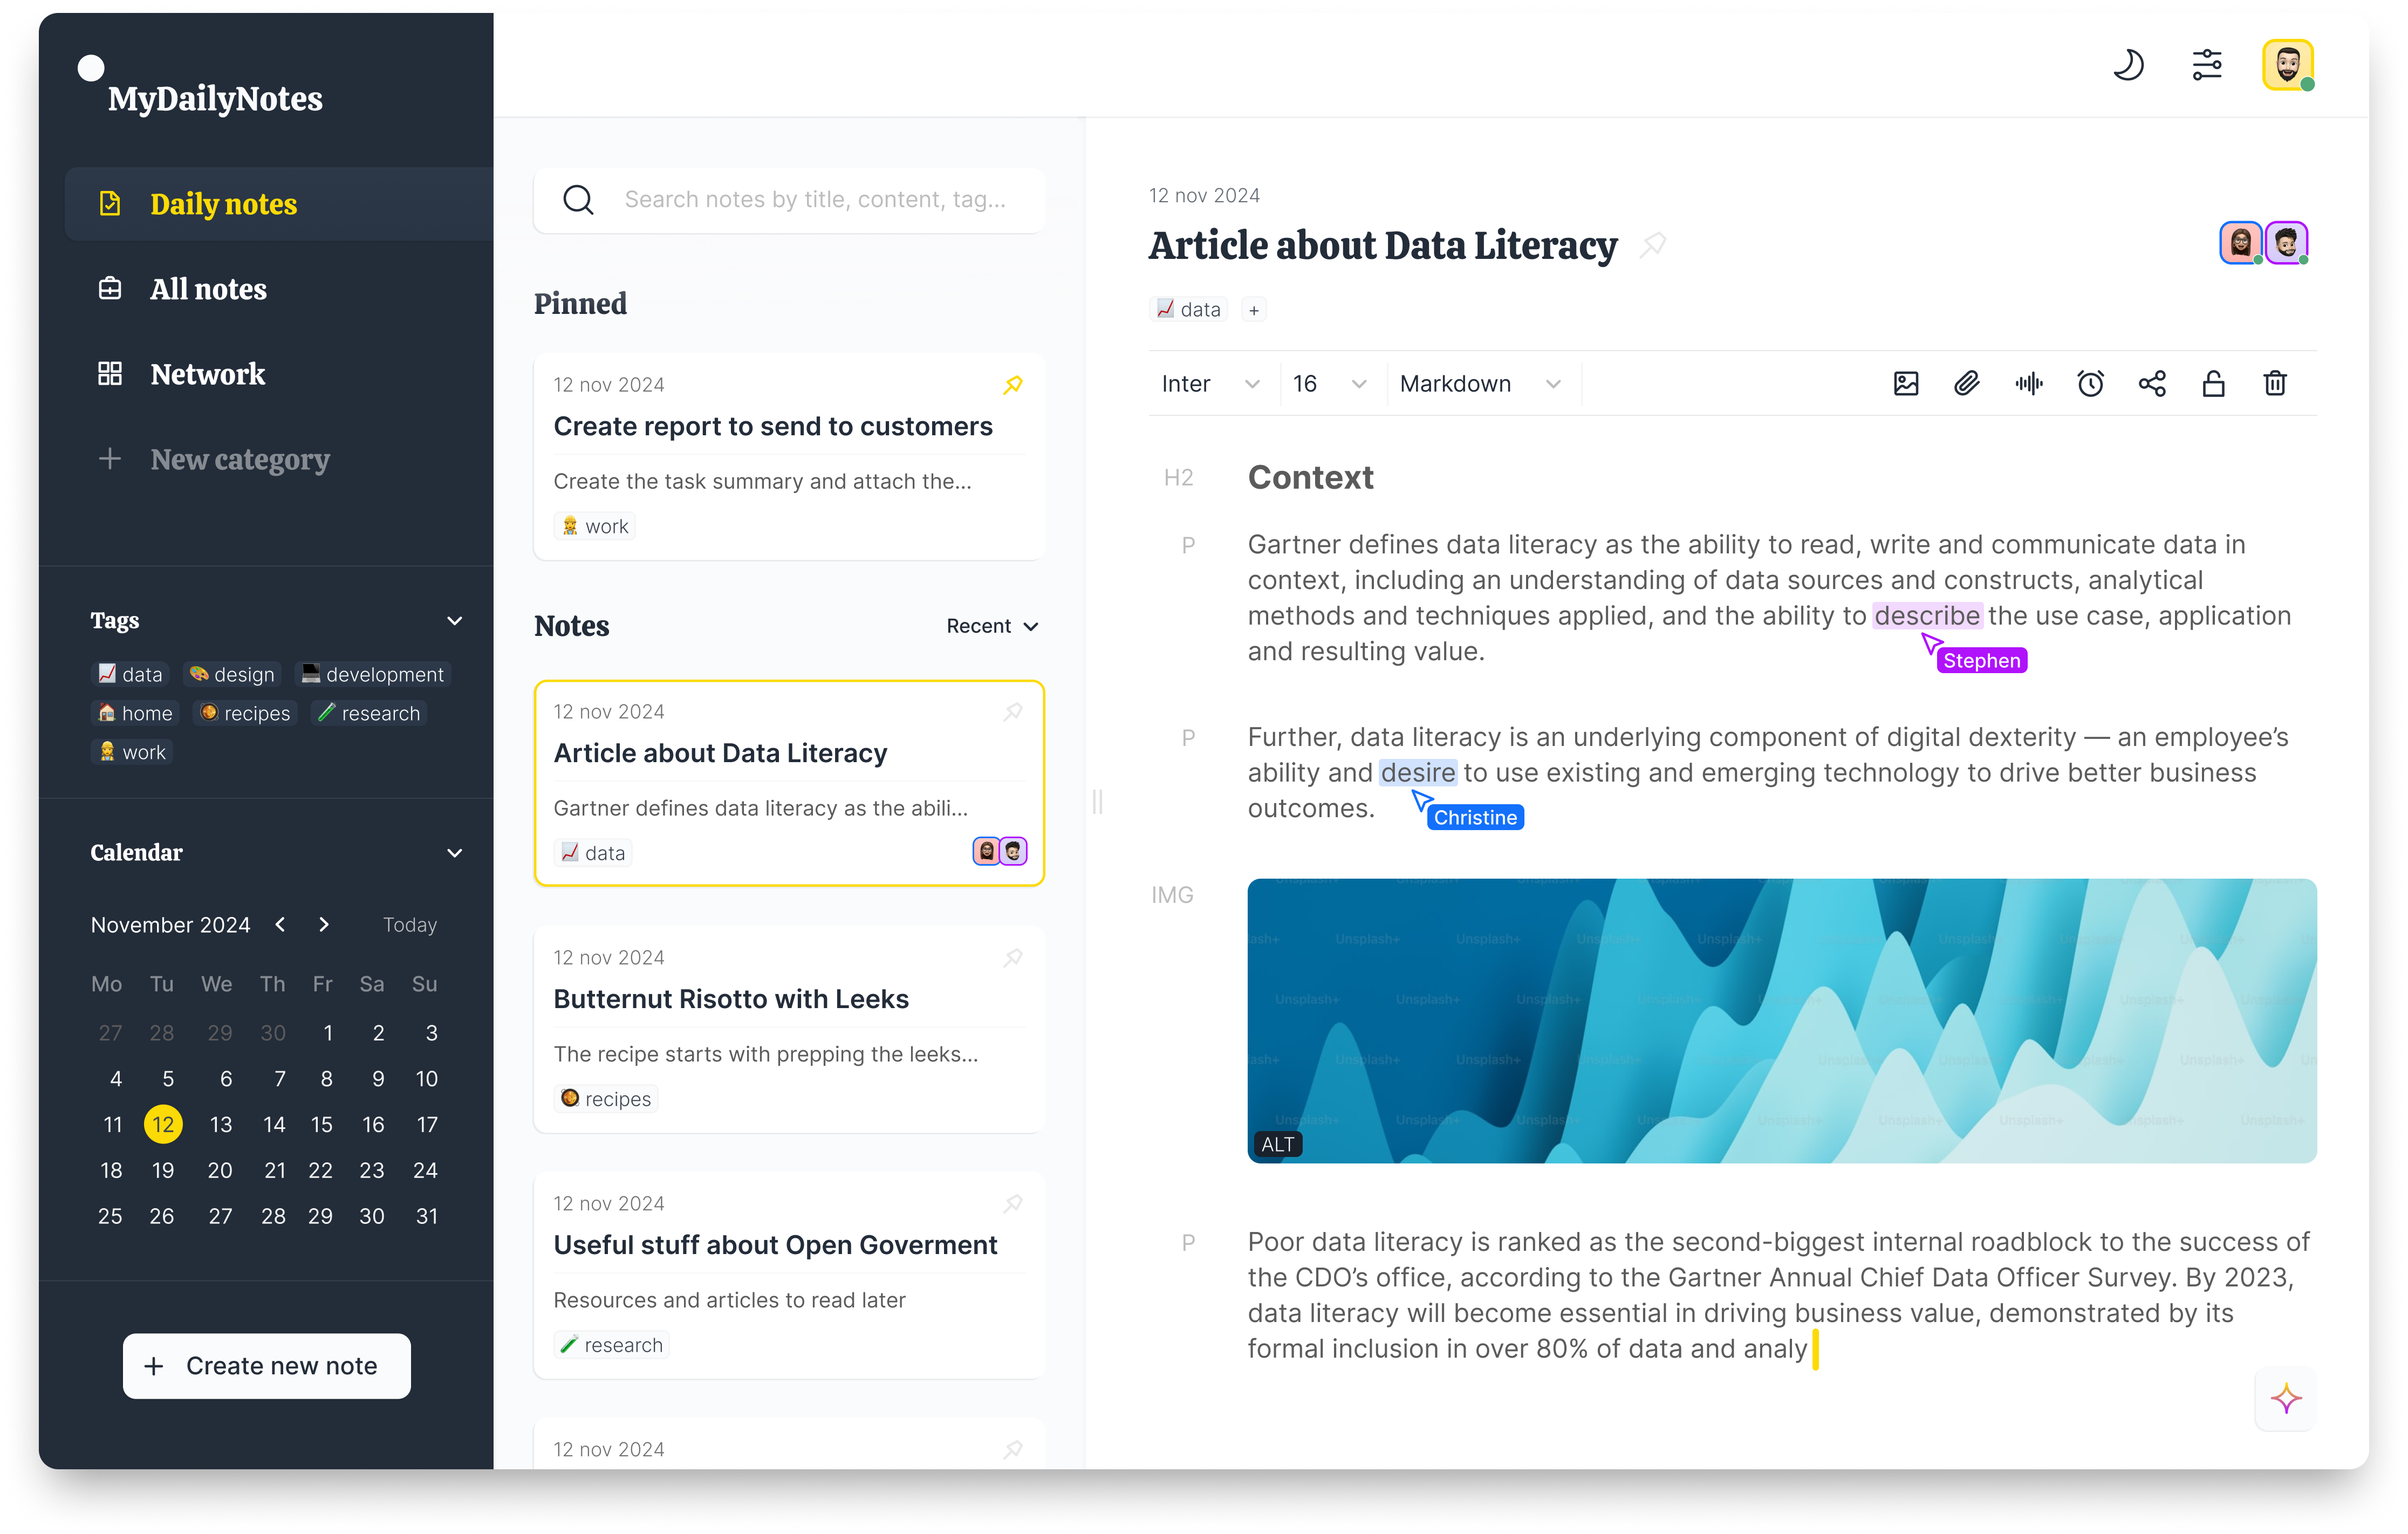 MyDailyNotes
Daily notes
All notes
Network
+ New category
Tags
data design development
home recipes research
work
Calendar
November 2024 < > Today
Mo Tu We Th Fr Sa Su
27 28 29 30 1 2 3
4 5 6 7 8 9 10
11 12 13 14 15 16 17
18 19 20 21 22 23 24
25 26 27 28 29 30 31
+ Create new note
Search notes by title, content, tag...
Pinned
12 nov 2024
Create report to send to customers
Create the task summary and attach the...
work
Notes
Recent
12 nov 2024
Article about Data Literacy
Gartner defines data literacy as the abili...
data
12 nov 2024
Butternut Risotto with Leeks
The recipe starts with prepping the leeks...
recipes
12 nov 2024
Useful stuff about Open Goverment
Resources and articles to read later
research
12 nov 2024
12 nov 2024
Article about Data Literacy
data +
Inter 16 Markdown
H2 Context
P Gartner defines data literacy as the ability to read, write and communicate data in
context, including an understanding of data sources and constructs, analytical
methods and techniques applied, and the ability to describe the use case, application
and resulting value.
Stephen
P Further, data literacy is an underlying component of digital dexterity — an employee’s
ability and desire to use existing and emerging technology to drive better business
outcomes.
Christine
IMG
Unsplash+
ALT
P Poor data literacy is ranked as the second-biggest internal roadblock to the success of
the CDO’s office, according to the Gartner Annual Chief Data Officer Survey. By 2023,
data literacy will become essential in driving business value, demonstrated by its
formal inclusion in over 80% of data and analy